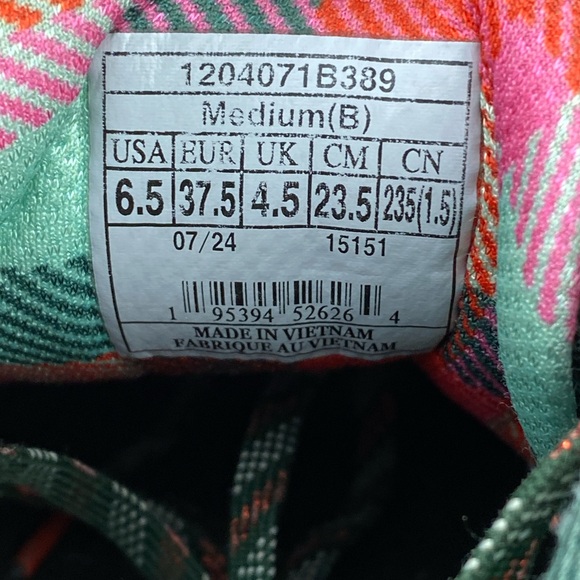 1204071B389
Medium(B)
USA EUR UK CM CN
6.5 37.5 4.5 23.5 235(1.5)
07/24 15151
1 95394 52626 4
MADE IN VIETNAM
FABRIQUE AU VIETNAM